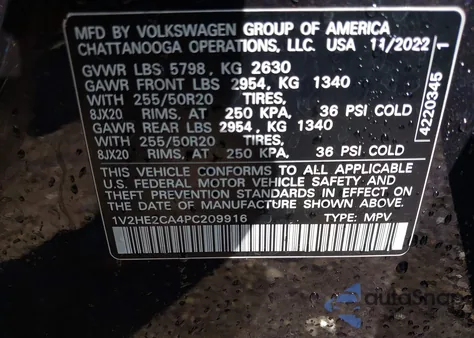 MFD BY VOLKSWAGEN GROUP OF AMERICA
CHATTANOOGA OPERATIONS, LLC. USA 11/2022
GVWR LBS 5798, KG 2630
GAWR FRONT LBS 2954, KG 1340
WITH 255/50R20 TIRES,
8JX20 RIMS, AT 250 KPA, 36 PSI COLD
GAWR REAR LBS 2954, KG 1340
WITH 255/50R20 TIRES,
8JX20 RIMS, AT 250 KPA, 36 PSI COLD
THIS VEHICLE CONFORMS TO ALL APPLICABLE
U.S. FEDERAL MOTOR VEHICLE SAFETY AND
THEFT PREVENTION STANDARDS IN EFFECT ON THE
DATE OF MANUFACTURE SHOWN ABOVE.
1V2HE2CA4PC209916 TYPE: MPV
4220345
1
autoSnap